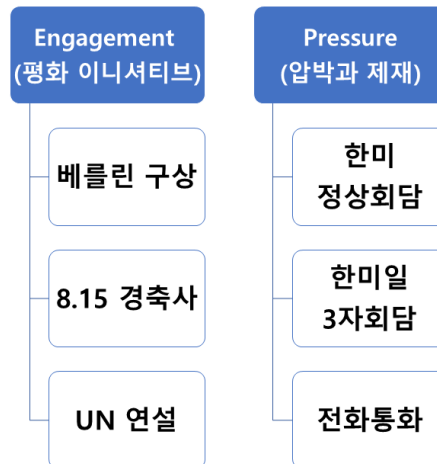 Engagement
(평화 이니셔티브)
베를린 구상
8.15 경축사
UN 연설
Pressure
(압박과 제재)
한미
정상회담
한미일
3자회담
전화통화